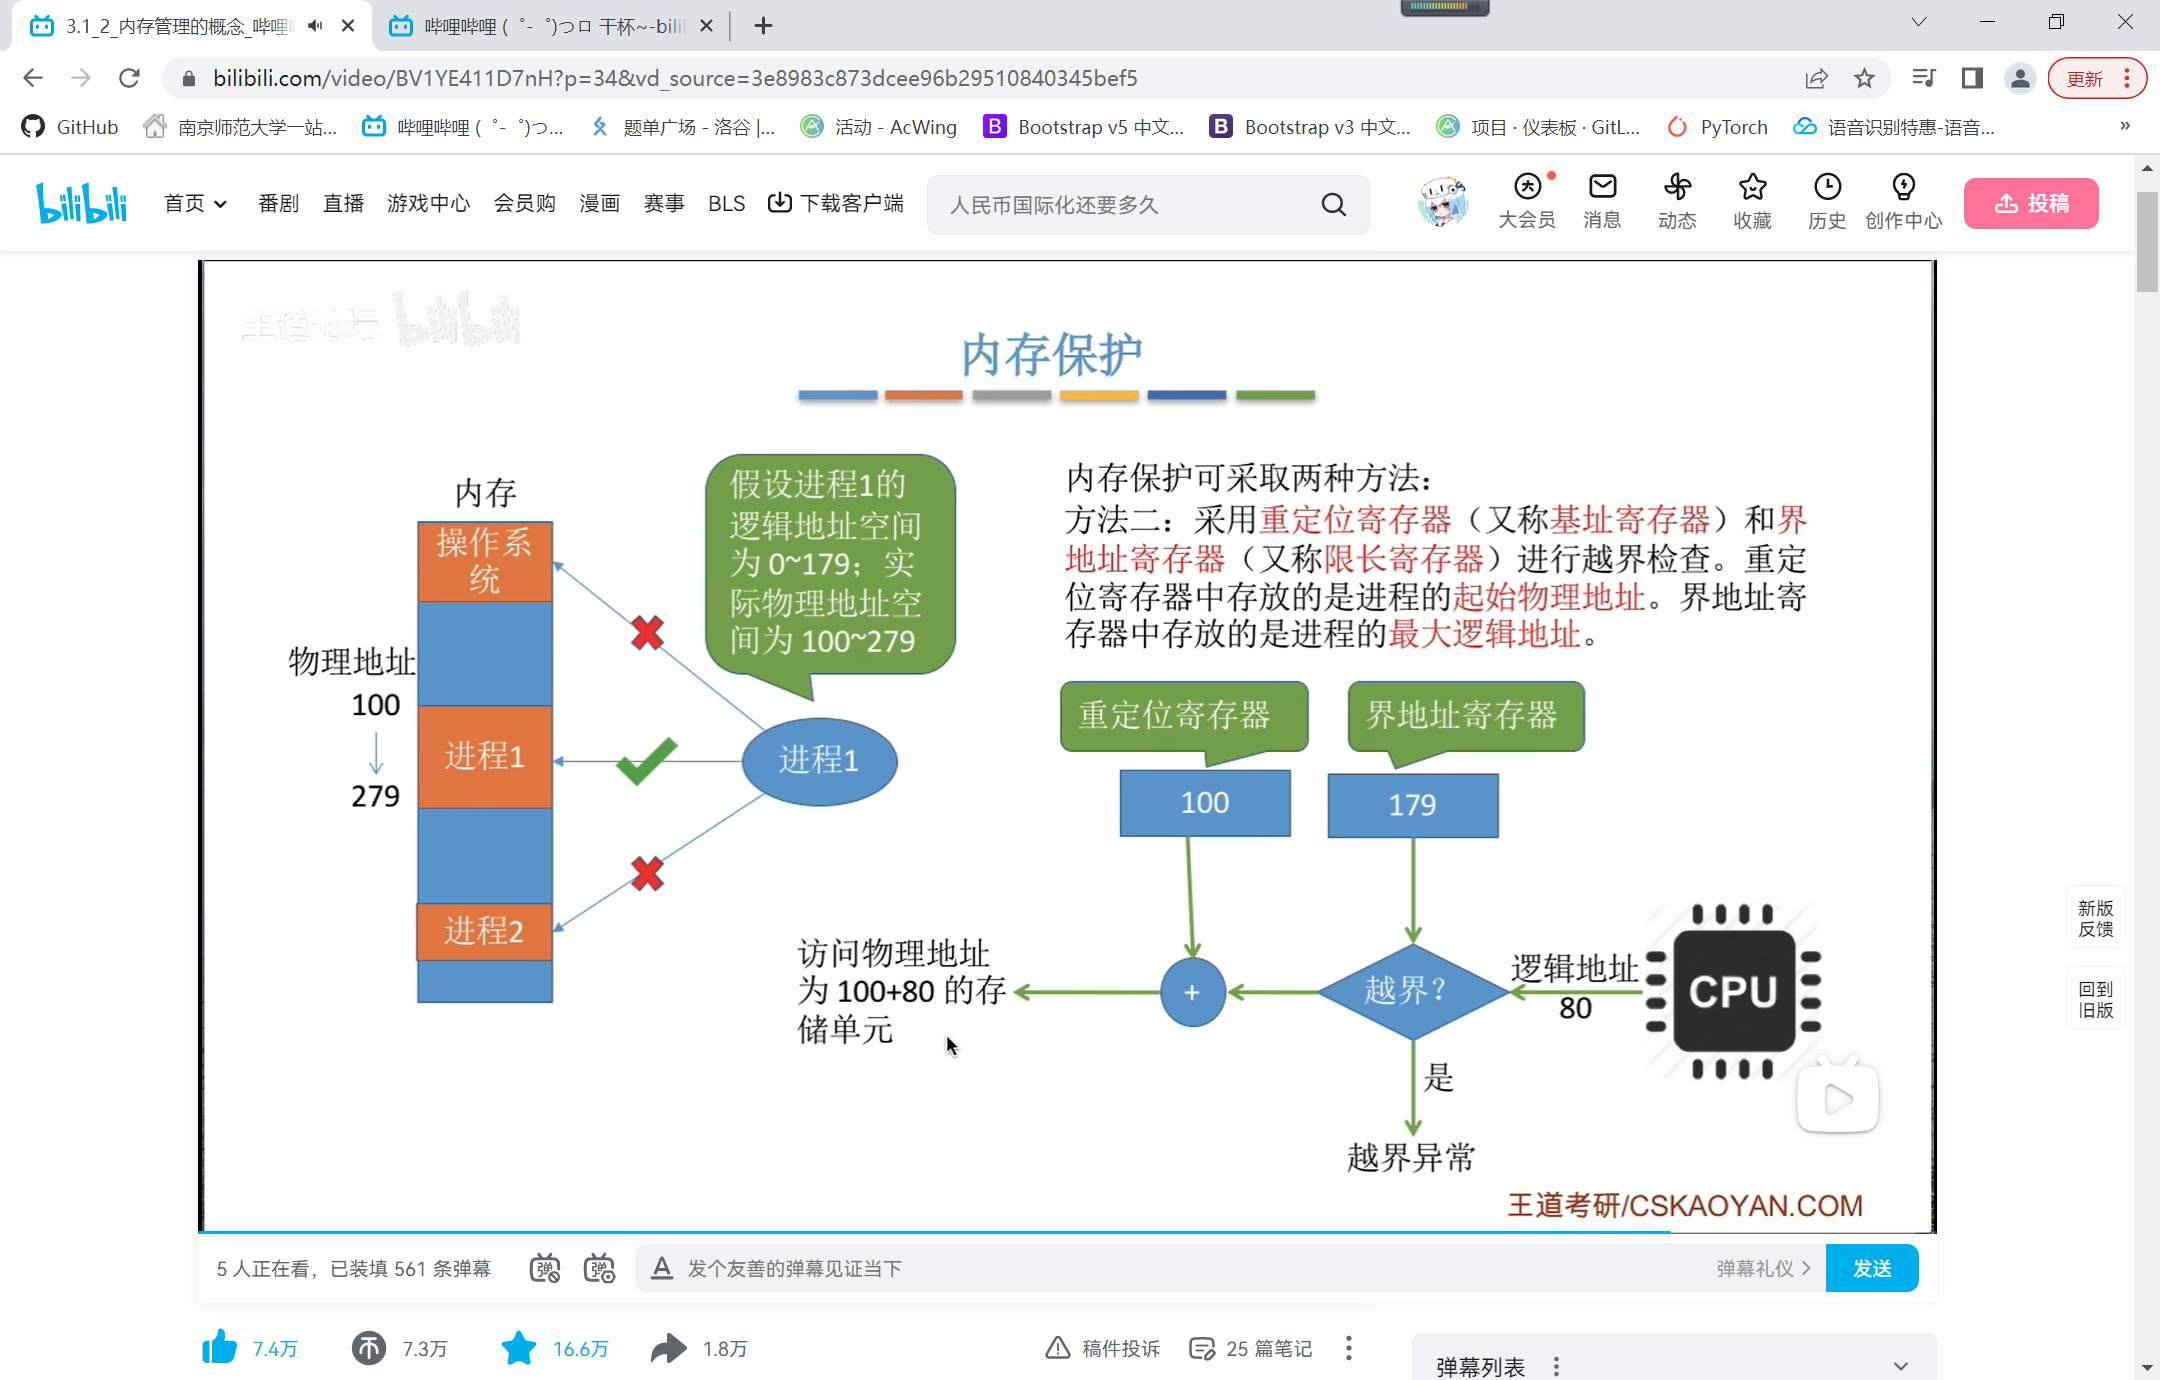 3.1_2_内存管理的概念_哔哩
哔哩哔哩 (゜-゜)つロ 干杯~-bili
bilibili.com/video/BV1YE411D7nH?p=34&vd_source=3e8983c873dcee96b29510840345bef5
更新
GitHub
南京师范大学一站...
哔哩哔哩 (゜-゜)つ...
题单广场 - 洛谷 |...
活动 - AcWing
Bootstrap v5 中文...
Bootstrap v3 中文...
项目 · 仪表板 · GitL...
PyTorch
语音识别特惠-语音...
»
bilibili
首页
番剧
直播
游戏中心
会员购
漫画
赛事
BLS
下载客户端
人民币国际化还要多久
大会员
消息
动态
收藏
历史
创作中心
投稿
王道论坛 bilibili
内存保护
内存
操作系
统
进程1
进程2
物理地址
100
279
假设进程1的
逻辑地址空间
为 0~179；实
际物理地址空
间为 100~279
进程1
内存保护可采取两种方法：
方法二：采用重定位寄存器（又称基址寄存器）和界
地址寄存器（又称限长寄存器）进行越界检查。重定
位寄存器中存放的是进程的起始物理地址。界地址寄
存器中存放的是进程的最大逻辑地址。
重定位寄存器
界地址寄存器
100
179
访问物理地址
为 100+80 的存
储单元
+
越界？
逻辑地址
80
CPU
是
越界异常
王道考研/CSKAOYAN.COM
新版
反馈
回到
旧版
5 人正在看，已装填 561 条弹幕
发个友善的弹幕见证当下
弹幕礼仪 >
发送
7.4万
7.3万
16.6万
1.8万
稿件投诉
25 篇笔记
弹幕列表